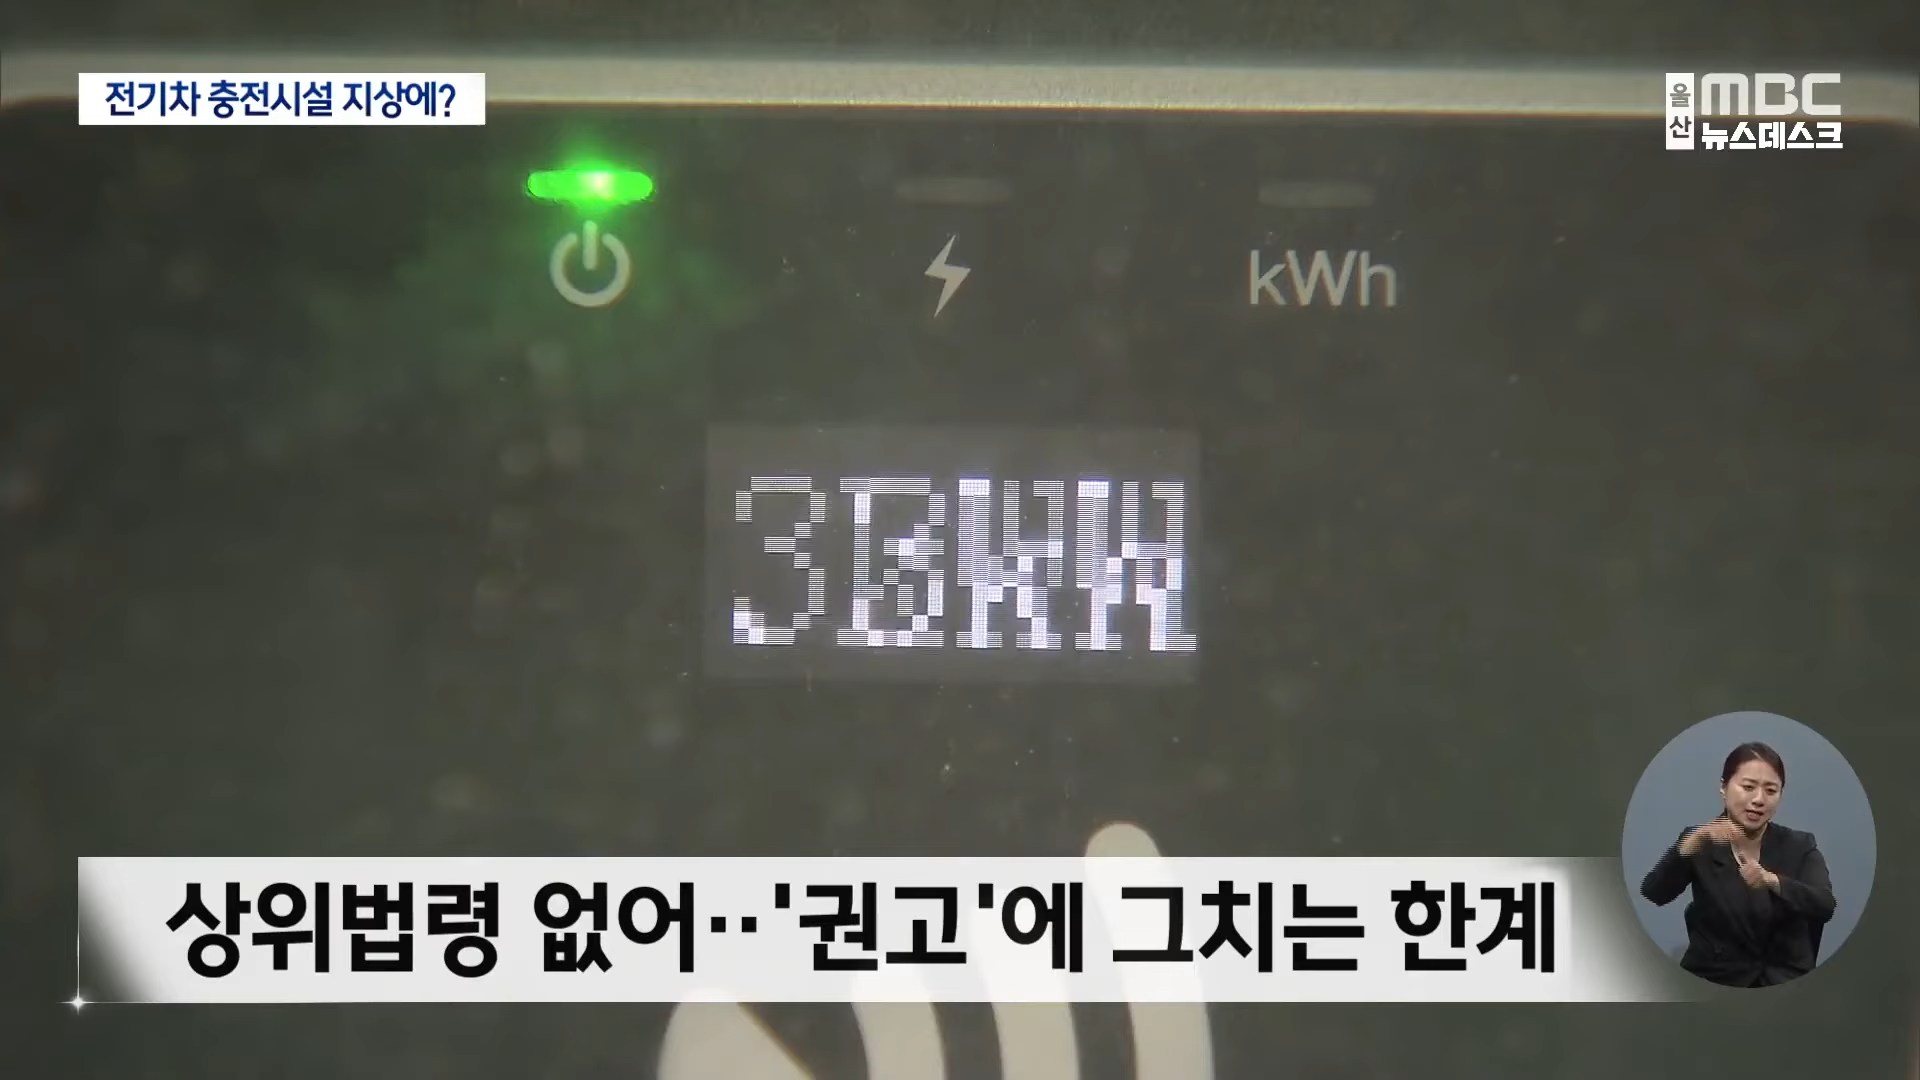 전기차 충전시설 지상에?
울산
MBC
뉴스데스크
kWh
상위법령 없어··'권고'에 그치는 한계